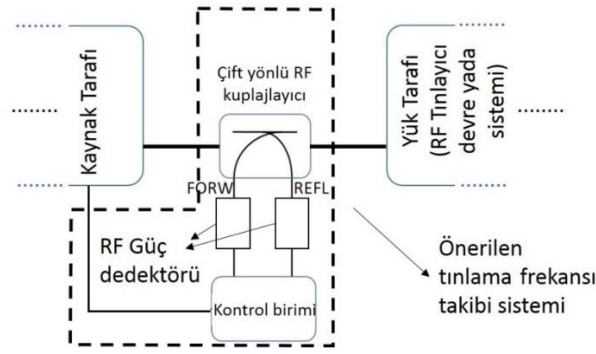 Kaynak Tarafı
Çift yönlü RF
kuplajlayıcı
Yük Tarafı
(RF Tınlayıcı
devre yada
sistemi)
FORW
REFL
RF Güç
dedektörü
Kontrol birimi
Önerilen
tınlama frekansı
takibi sistemi